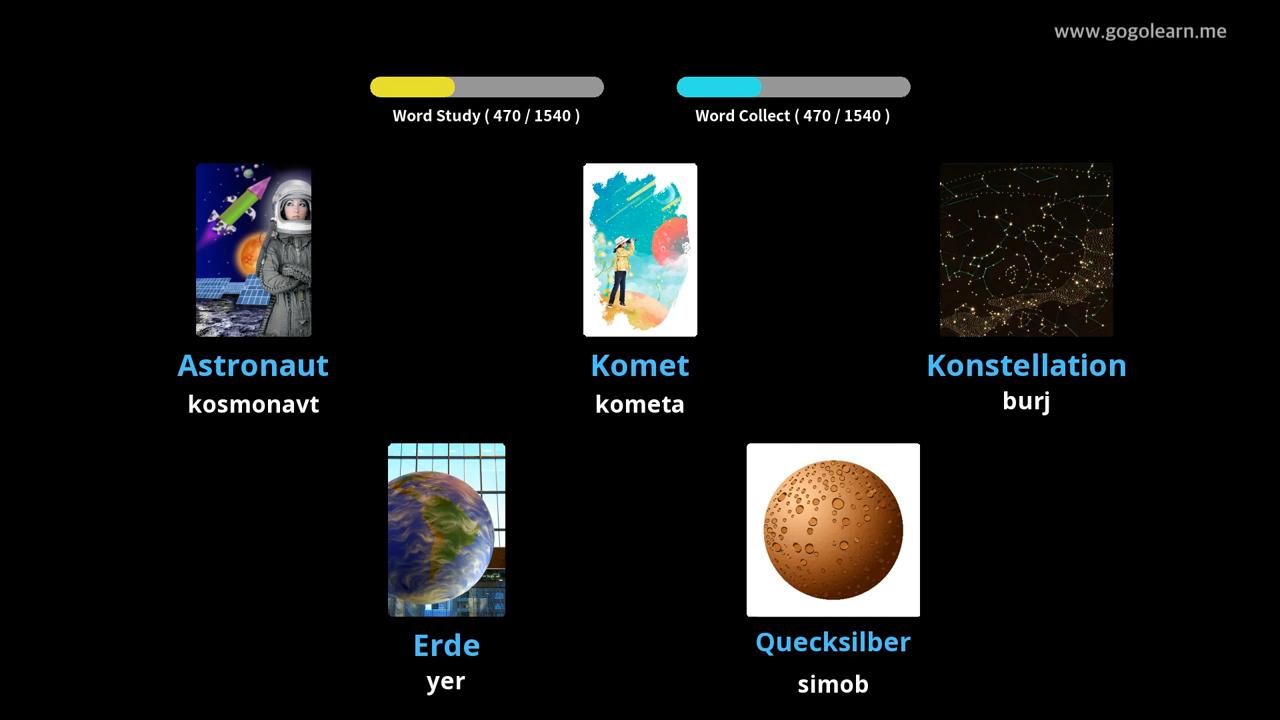 www.gogolearn.me
Word Study ( 470 / 1540 )
Word Collect ( 470 / 1540 )
Astronaut
kosmonavt
Komet
kometa
Konstellation
burj
Erde
yer
Quecksilber
simob